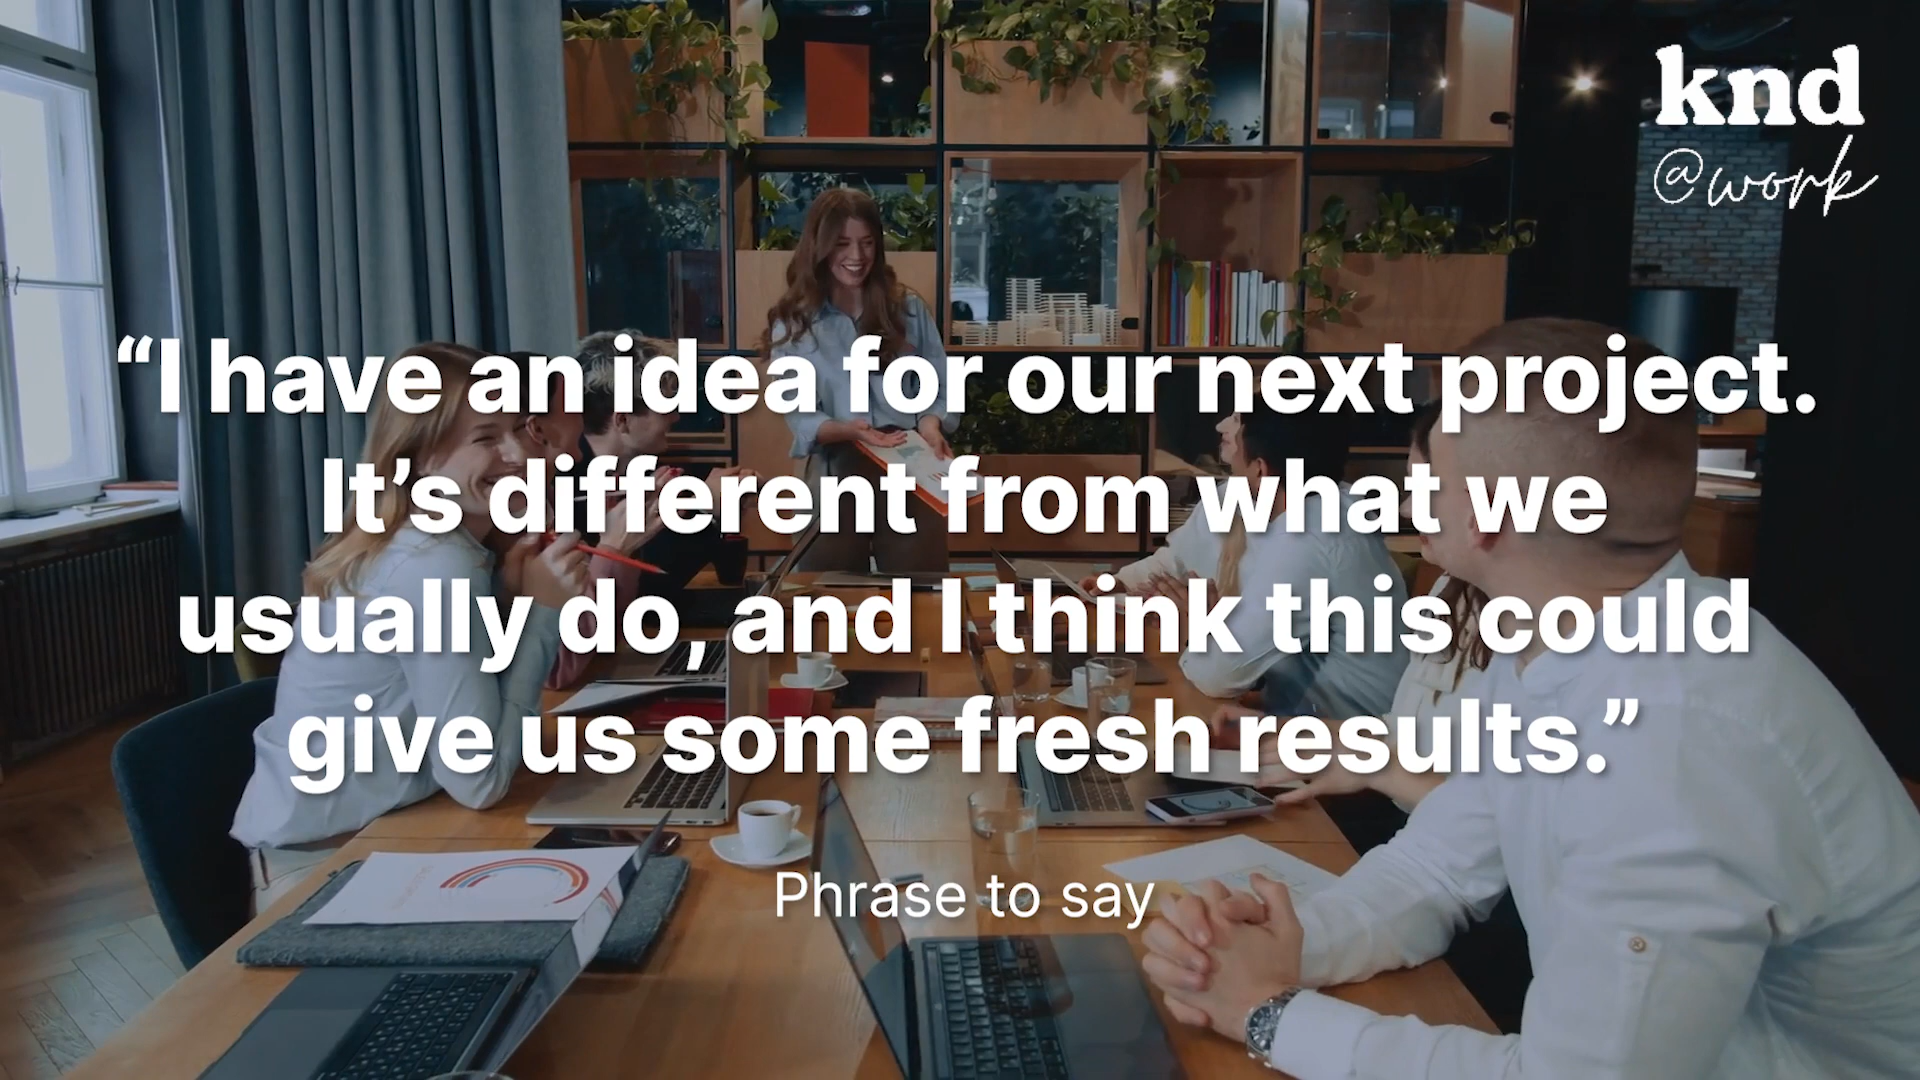 knd
@work
“I have an idea for our next project.
It’s different from what we
usually do, and I think this could
give us some fresh results.”
Phrase to say